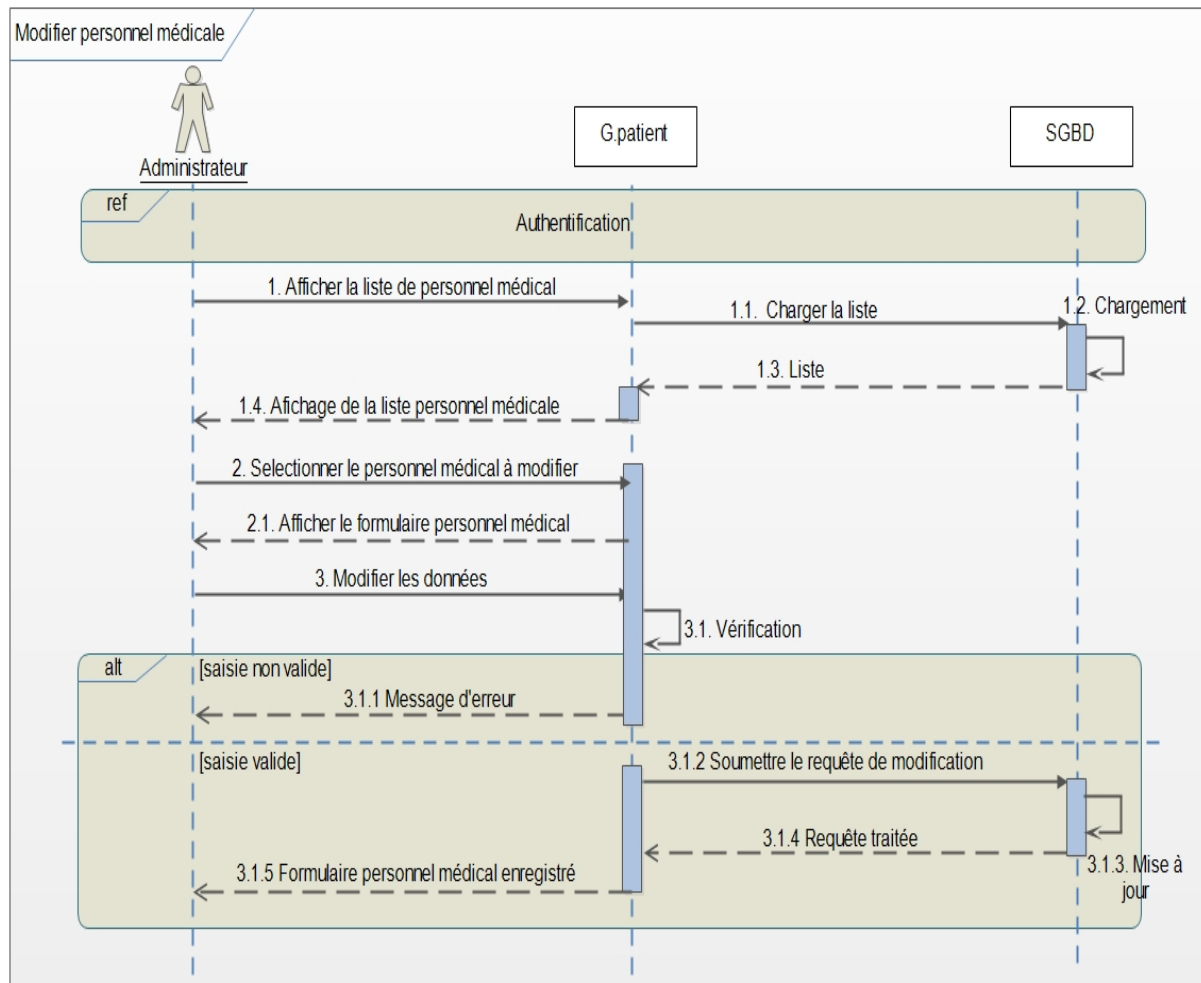 Modifier personnel médicale
Administrateur
G.patient
SGBD
ref
Authentification
1. Afficher la liste de personnel médical
1.1. Charger la liste
1.2. Chargement
1.3. Liste
1.4. Afichage de la liste personnel médicale
2. Selectionner le personnel médical à modifier
2.1. Afficher le formulaire personnel médical
3. Modifier les données
3.1. Vérification
alt
[saisie non valide]
3.1.1 Message d'erreur
[saisie valide]
3.1.2 Soumettre le requête de modification
3.1.4 Requête traitée
3.1.3. Mise à
jour
3.1.5 Formulaire personnel médical enregistré